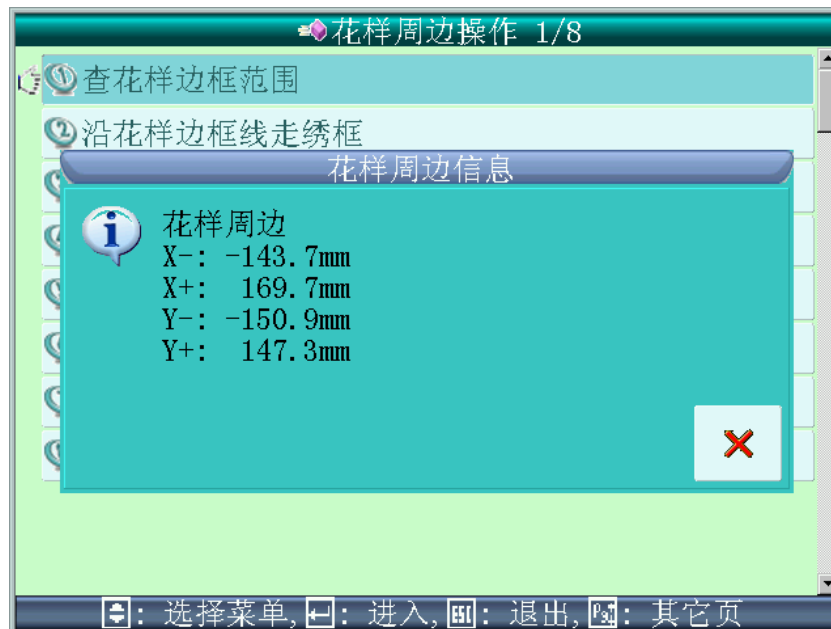 花样周边操作 1/8
① 查花样边框范围
② 沿花样边框线走绣框
花样周边信息
花样周边
X-: -143.7mm
X+: 169.7mm
Y-: -150.9mm
Y+: 147.3mm
: 选择菜单, : 进入, ESC: 退出, Pg: 其它页